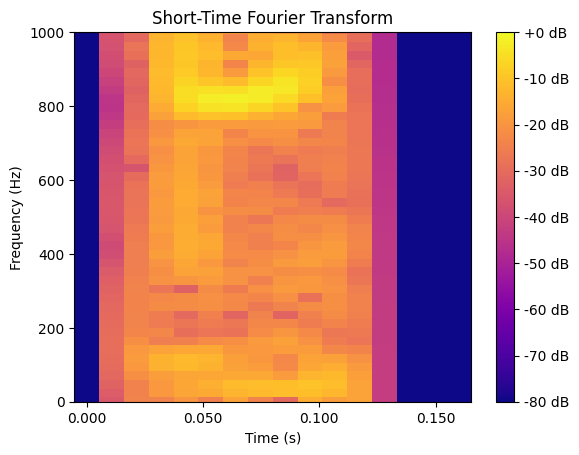 Short-Time Fourier Transform
1000
800
600
400
200
0
Frequency (Hz)
0.000
0.050
0.100
0.150
Time (s)
+0 dB
-10 dB
-20 dB
-30 dB
-40 dB
-50 dB
-60 dB
-70 dB
-80 dB